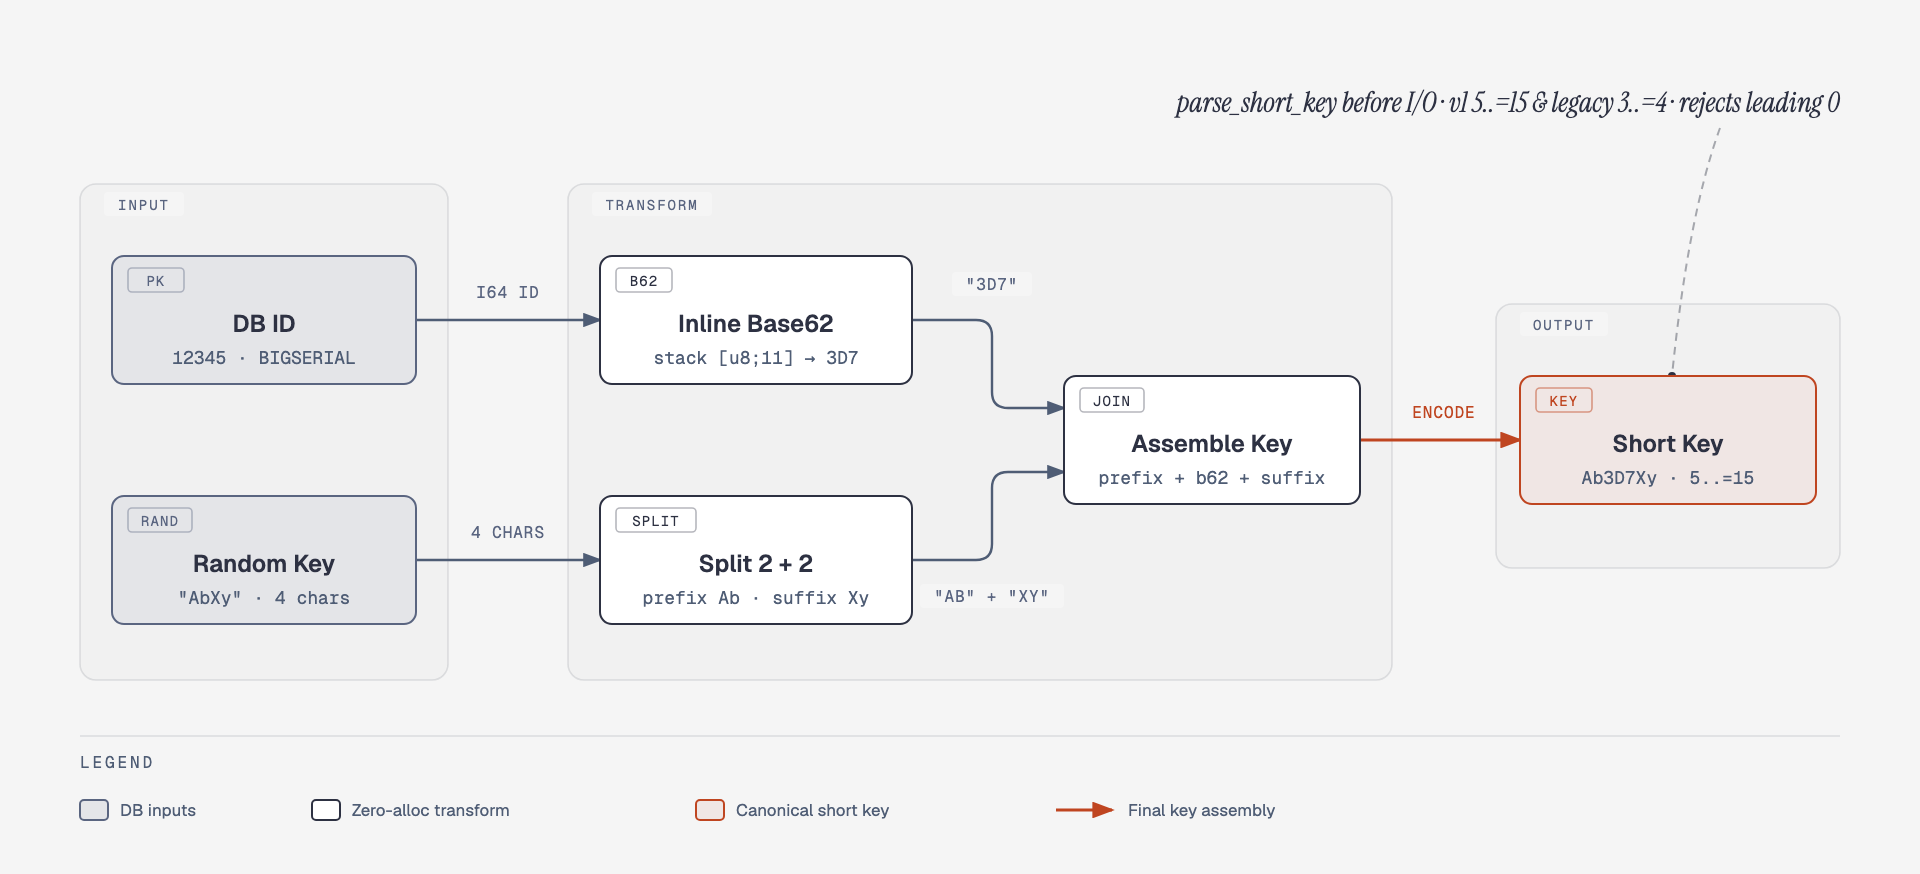 parse_short_key before I/O · v1 5..=15 & legacy 3..=4 · rejects leading 0
INPUT
PK
DB ID
12345 · BIGSERIAL
I64 ID
RAND
Random Key
"AbXy" · 4 chars
4 CHARS
TRANSFORM
B62
Inline Base62
stack [u8;11] → 3D7
"3D7"
SPLIT
Split 2 + 2
prefix Ab · suffix Xy
"AB" + "XY"
JOIN
Assemble Key
prefix + b62 + suffix
ENCODE
OUTPUT
KEY
Short Key
Ab3D7Xy · 5..=15
LEGEND
DB inputs
Zero-alloc transform
Canonical short key
Final key assembly